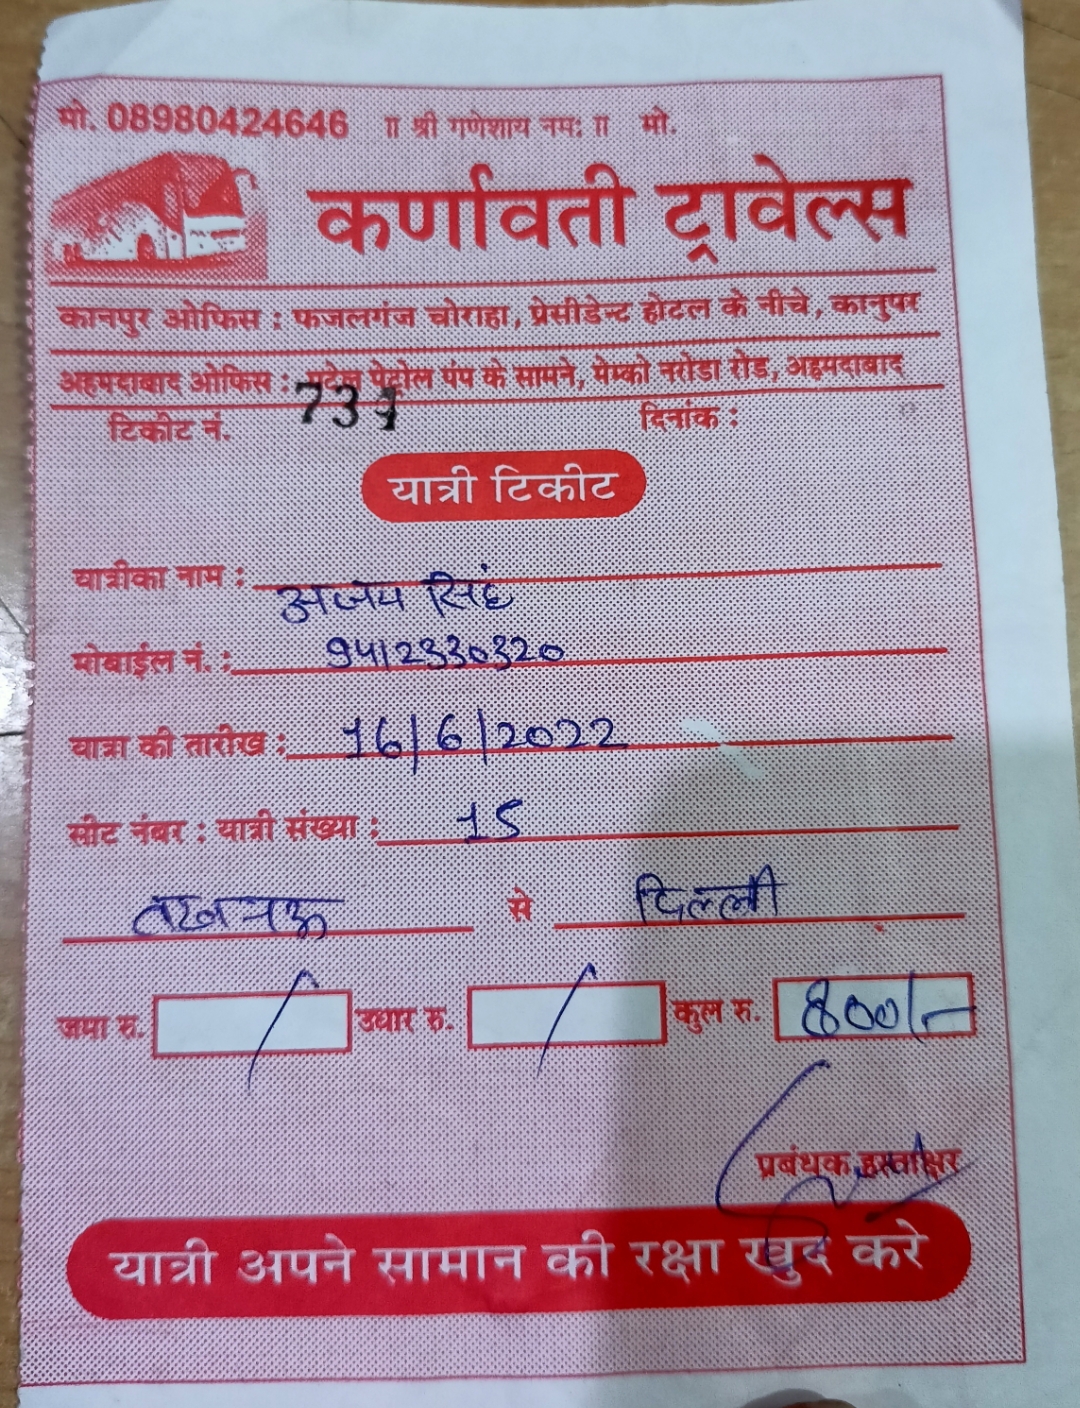 मो. 08980424646 ॥ श्री गणेशाय नमः ॥ मो.
कर्णावती ट्रावेल्स
कानपुर ओफिस : फजलगंज चोराहा, प्रेसीडेन्ट होटल के नीचे, कानुपर
अहमदाबाद ओफिस : पटेल पेट्रोल पंप के सामने, पेम्को नरोडा रोड, अहमदाबाद
टिकीट नं. 731 दिनांक :
यात्री टिकीट
यात्रीका नाम : अजय सिंह
मोबाईल नं. : 9412330320
यात्रा की तारीख : 16/6/2022
सीट नंबर : यात्री संख्या : 15
लखनऊ से दिल्ली
जमा रु. / उधार रु. / कुल रु. 800/-
प्रबंधक हस्ताक्षर
यात्री अपने सामान की रक्षा खुद करे